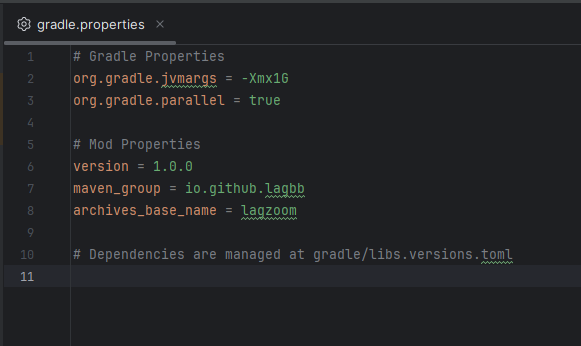 gradle.properties
1 # Gradle Properties
2 org.gradle.jvmargs = -Xmx1G
3 org.gradle.parallel = true
4
5 # Mod Properties
6 version = 1.0.0
7 maven_group = io.github.lagbb
8 archives_base_name = lagzoom
9
10 # Dependencies are managed at gradle/libs.versions.toml
11